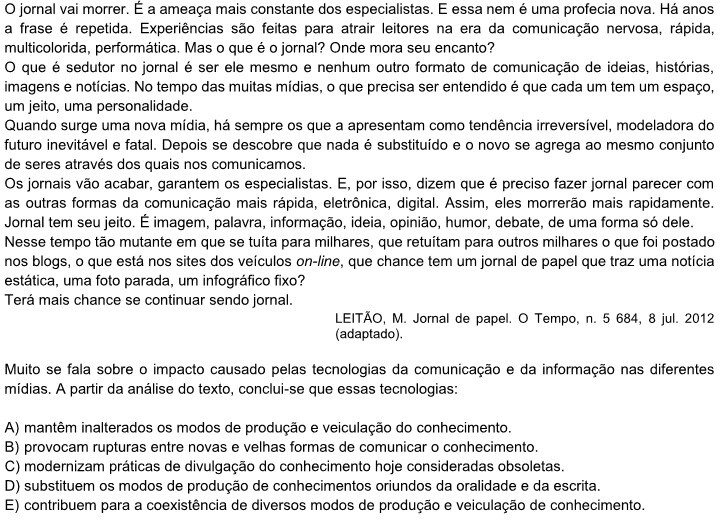 O jornal vai morrer. É a ameaça mais constante dos especialistas. E essa nem é uma profecia nova. Há anos
a frase é repetida. Experiências são feitas para atrair leitores na era da comunicação nervosa, rápida,
multicolorida, performática. Mas o que é o jornal? Onde mora seu encanto?
O que é sedutor no jornal é ser ele mesmo e nenhum outro formato de comunicação de ideias, histórias,
imagens e notícias. No tempo das muitas mídias, o que precisa ser entendido é que cada um tem um espaço,
um jeito, uma personalidade.
Quando surge uma nova mídia, há sempre os que a apresentam como tendência irreversível, modeladora do
futuro inevitável e fatal. Depois se descobre que nada é substituído e o novo se agrega ao mesmo conjunto
de seres através dos quais nos comunicamos.
Os jornais vão acabar, garantem os especialistas. E, por isso, dizem que é preciso fazer jornal parecer com
as outras formas da comunicação mais rápida, eletrônica, digital. Assim, eles morrerão mais rapidamente.
Jornal tem seu jeito. É imagem, palavra, informação, ideia, opinião, humor, debate, de uma forma só dele.
Nesse tempo tão mutante em que se tuíta para milhares, que retuítam para outros milhares o que foi postado
nos blogs, o que está nos sites dos veículos on-line, que chance tem um jornal de papel que traz uma notícia
estática, uma foto parada, um infográfico fixo?
Terá mais chance se continuar sendo jornal.
LEITÃO, M. Jornal de papel. O Tempo, n. 5 684, 8 jul. 2012
(adaptado).
Muito se fala sobre o impacto causado pelas tecnologias da comunicação e da informação nas diferentes
mídias. A partir da análise do texto, conclui-se que essas tecnologias:
A) mantêm inalterados os modos de produção e veiculação do conhecimento.
B) provocam rupturas entre novas e velhas formas de comunicar o conhecimento.
C) modernizam práticas de divulgação do conhecimento hoje consideradas obsoletas.
D) substituem os modos de produção de conhecimentos oriundos da oralidade e da escrita.
E) contribuem para a coexistência de diversos modos de produção e veiculação de conhecimento.